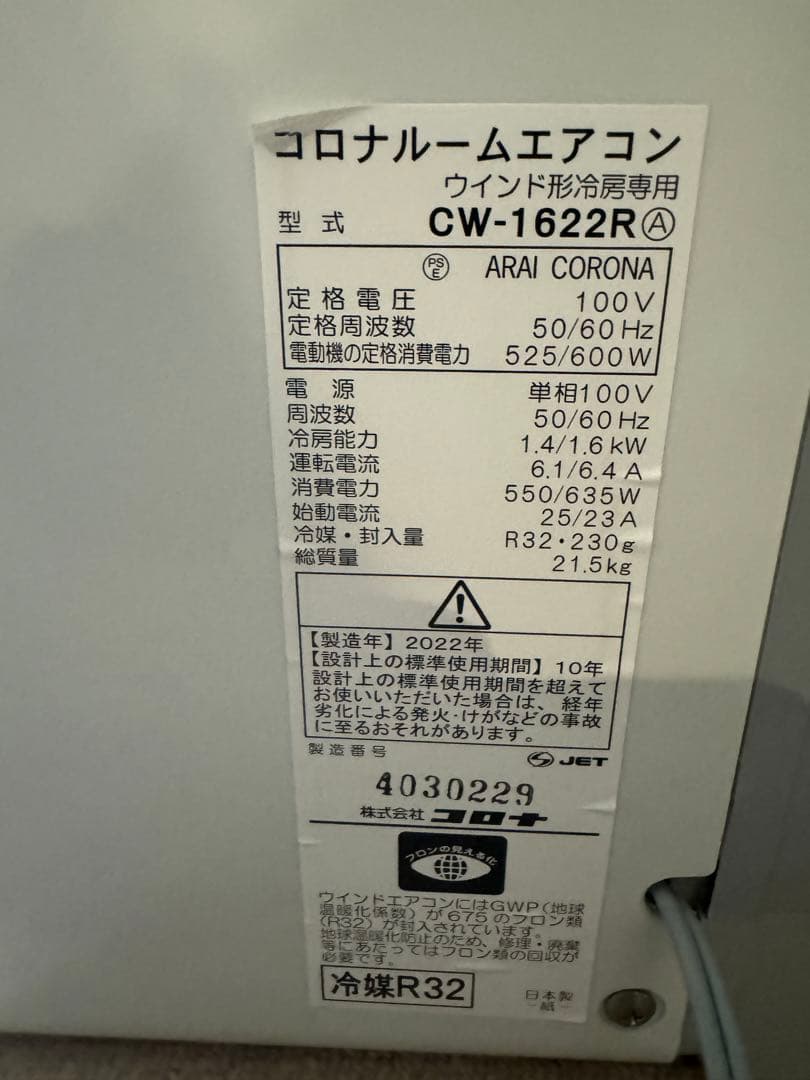 コロナルームエアコン
ウインド形冷房専用
型式 CW-1622RⒶ
PSE ARAI CORONA
定格電圧 100V
定格周波数 50/60Hz
電動機の定格消費電力 525/600W
電源 単相100V
周波数 50/60Hz
冷房能力 1.4/1.6kW
運転電流 6.1/6.4A
消費電力 550/635W
始動電流 25/23A
冷媒・封入量 R32・230g
総質量 21.5kg
【製造年】2022年
【設計上の標準使用期間】10年
設計上の標準使用期間を超えて
お使いいただいた場合は、経年
劣化による発火・けがなどの事故
に至るおそれがあります。
製造番号
JET
4030229
株式会社 コロナ
フロンの見える化
ウインドエアコンにはGWP(地球
温暖化係数)が675のフロン類
(R32)が封入されています。
地球温暖化防止のため、修理・廃棄
等にあたってはフロン類の回収が
必要です。
冷媒R32
日本製
-紙-